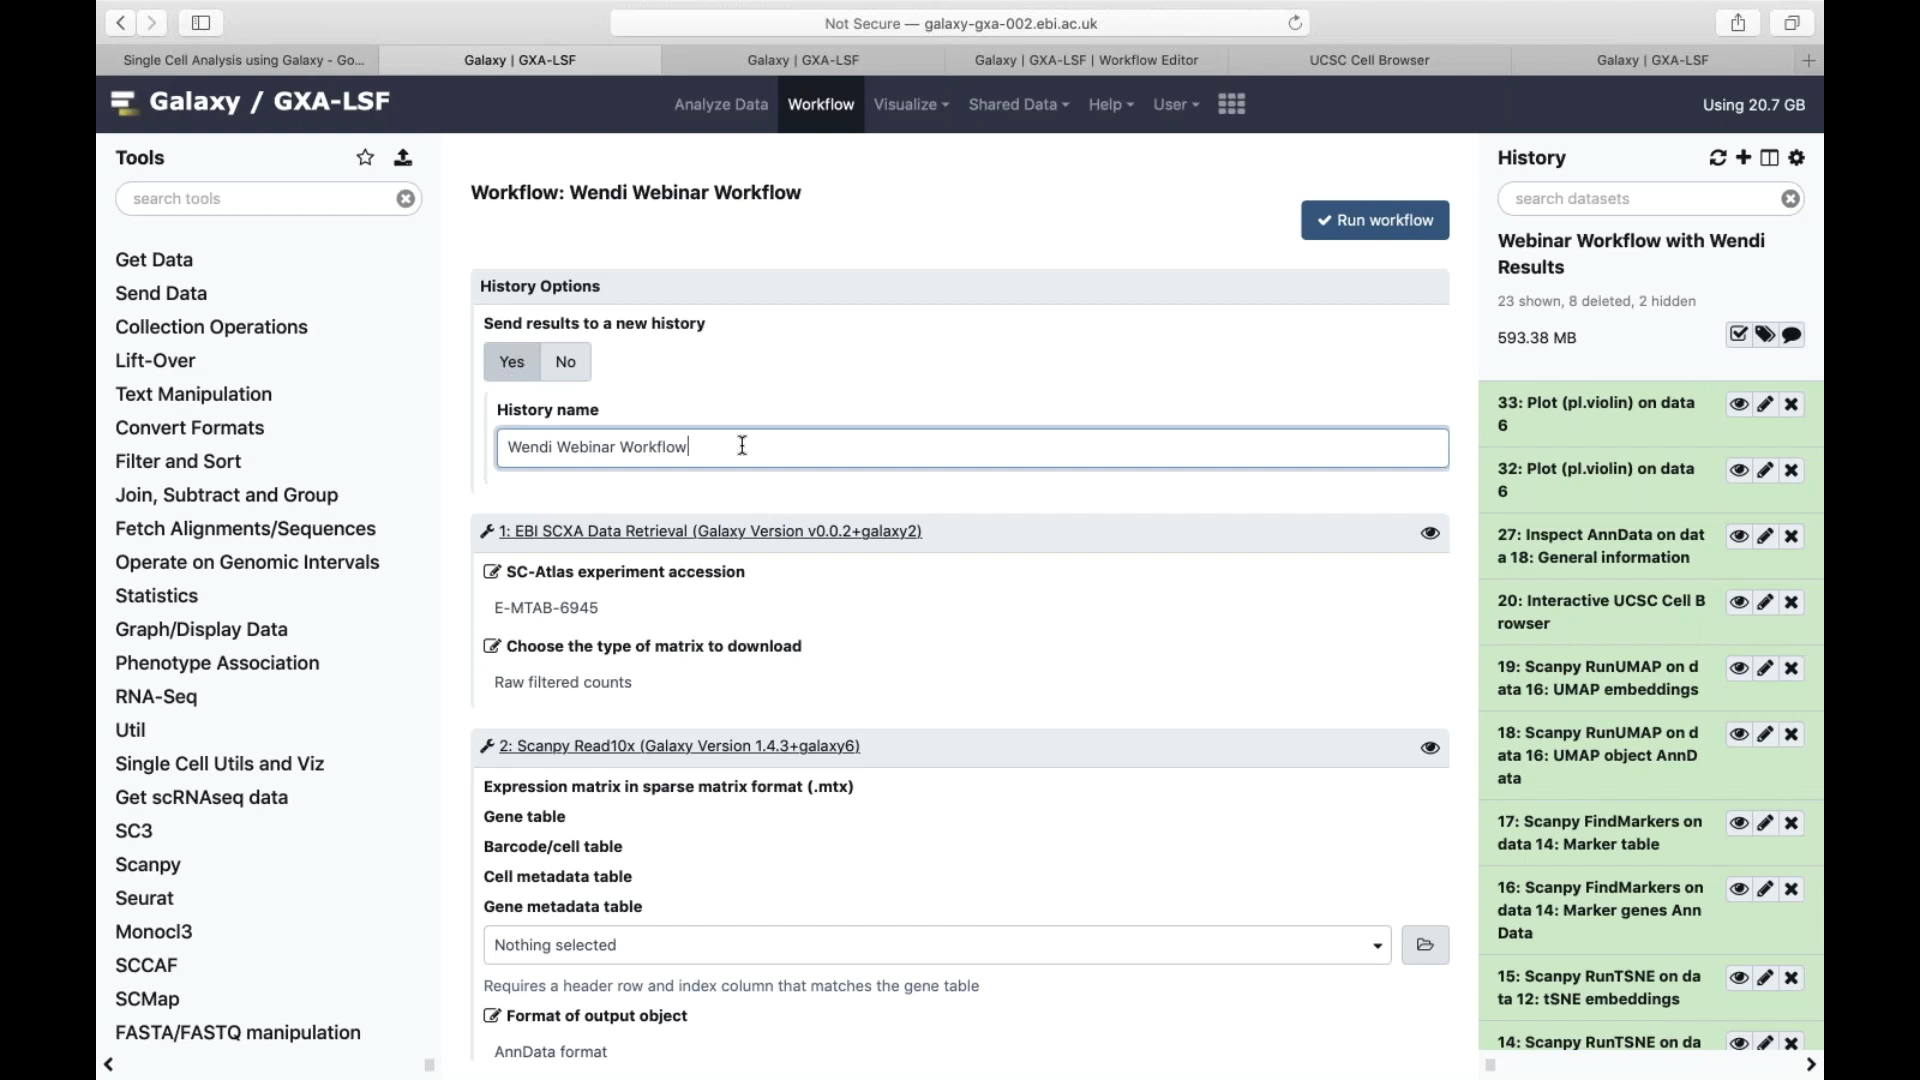 Not Secure — galaxy-gxa-002.ebi.ac.uk
Single Cell Analysis using Galaxy - Go...
Galaxy | GXA-LSF
Galaxy | GXA-LSF
Galaxy | GXA-LSF | Workflow Editor
UCSC Cell Browser
Galaxy | GXA-LSF
Galaxy / GXA-LSF
Analyze Data
Workflow
Visualize
Shared Data
Help
User
Using 20.7 GB
Tools
search tools
Get Data
Send Data
Collection Operations
Lift-Over
Text Manipulation
Convert Formats
Filter and Sort
Join, Subtract and Group
Fetch Alignments/Sequences
Operate on Genomic Intervals
Statistics
Graph/Display Data
Phenotype Association
RNA-Seq
Util
Single Cell Utils and Viz
Get scRNAseq data
SC3
Scanpy
Seurat
Monocl3
SCCAF
SCMap
FASTA/FASTQ manipulation
Workflow: Wendi Webinar Workflow
Run workflow
History Options
Send results to a new history
Yes
No
History name
Wendi Webinar Workflow
1: EBI SCXA Data Retrieval (Galaxy Version v0.0.2+galaxy2)
SC-Atlas experiment accession
E-MTAB-6945
Choose the type of matrix to download
Raw filtered counts
2: Scanpy Read10x (Galaxy Version 1.4.3+galaxy6)
Expression matrix in sparse matrix format (.mtx)
Gene table
Barcode/cell table
Cell metadata table
Gene metadata table
Nothing selected
Requires a header row and index column that matches the gene table
Format of output object
AnnData format
History
search datasets
Webinar Workflow with Wendi
Results
23 shown, 8 deleted, 2 hidden
593.38 MB
33: Plot (pl.violin) on data
6
32: Plot (pl.violin) on data
6
27: Inspect AnnData on dat
a 18: General information
20: Interactive UCSC Cell B
rowser
19: Scanpy RunUMAP on d
ata 16: UMAP embeddings
18: Scanpy RunUMAP on d
ata 16: UMAP object AnnD
ata
17: Scanpy FindMarkers on
data 14: Marker table
16: Scanpy FindMarkers on
data 14: Marker genes Ann
Data
15: Scanpy RunTSNE on da
ta 12: tSNE embeddings
14: Scanpy RunTSNE on da